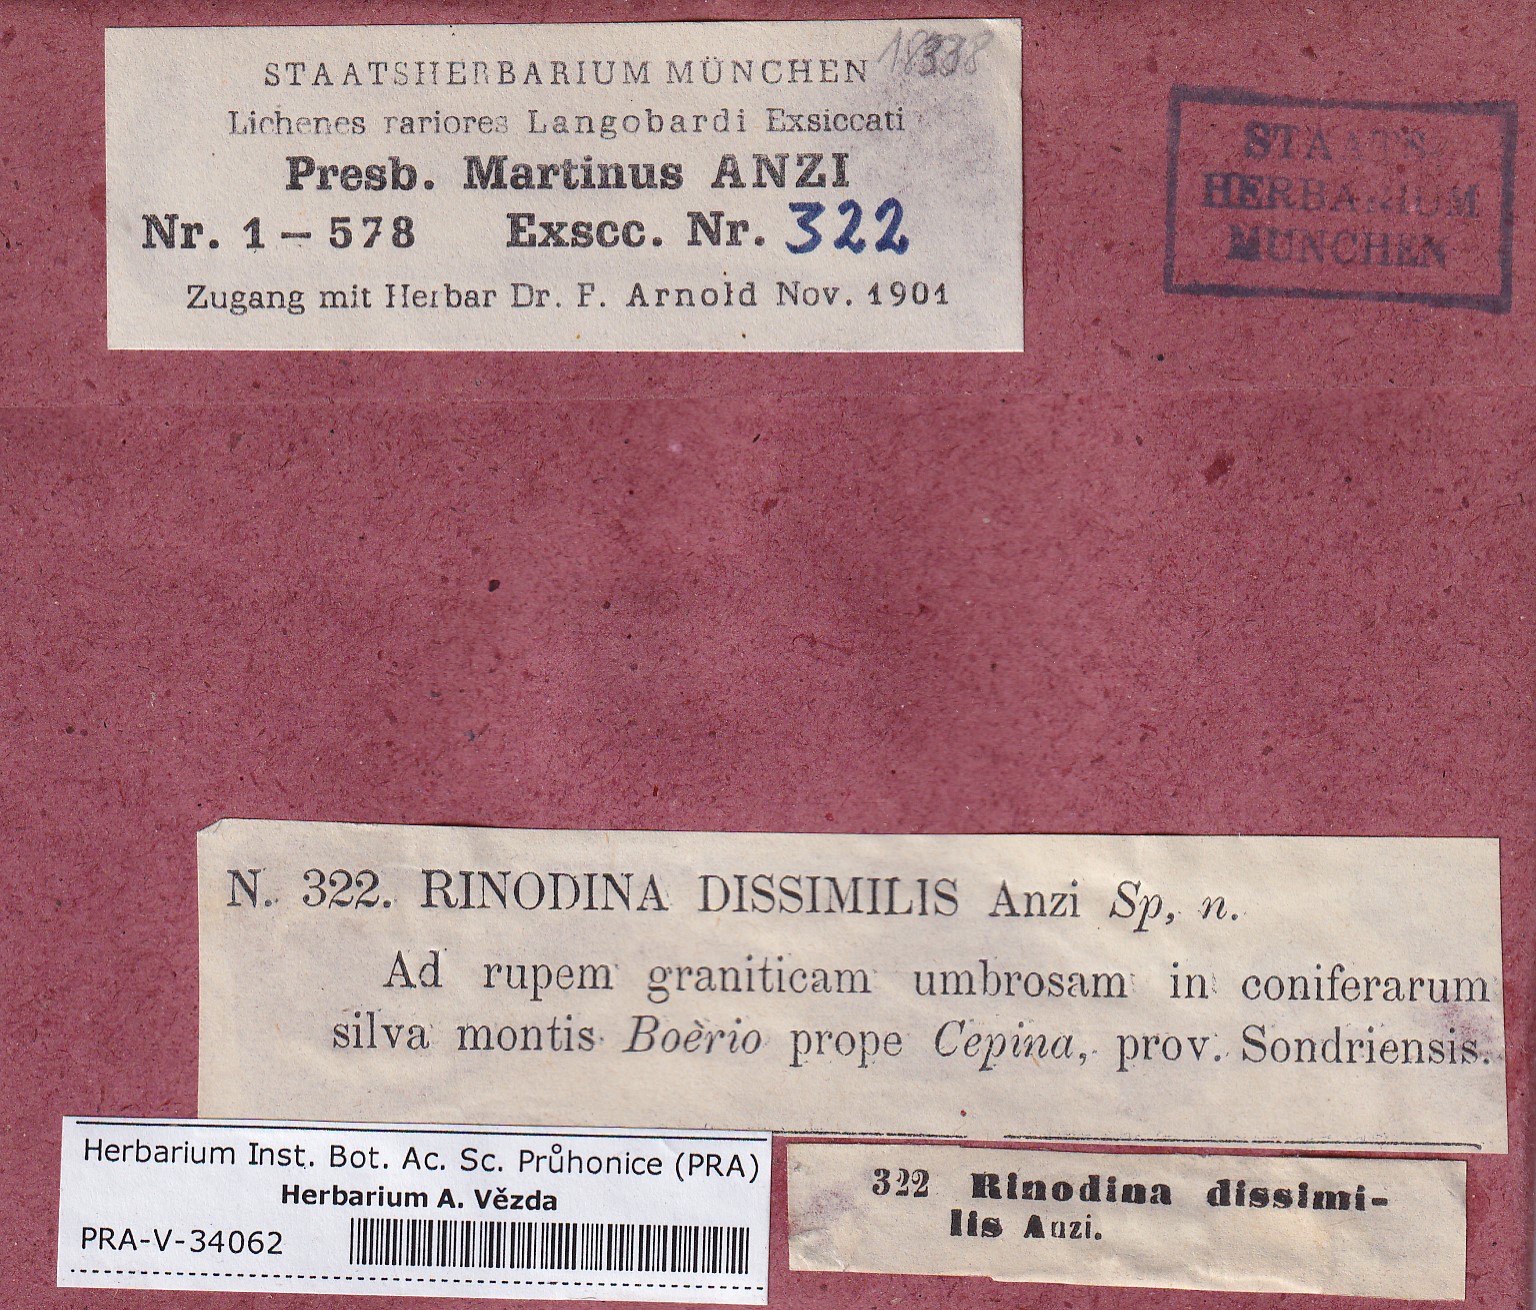 STAATSHERBARIUM MÜNCHEN
Lichenes rariores Langobardi Exsiccati
Presb. Martinus ANZI
Nr. 1 – 578 Exscc. Nr. 322
Zugang mit Herbar Dr. F. Arnold Nov. 1901
STAATS-
HERBARIUM
MÜNCHEN
N. 322. RINODINA DISSIMILIS Anzi Sp, n.
Ad rupem graniticam umbrosam in coniferarum
silva montis Boèrio prope Cepina, prov. Sondriensis.
Herbarium Inst. Bot. Ac. Sc. Průhonice (PRA)
Herbarium A. Vězda
PRA-V-34062
322 Rinodina dissimi-
lis Anzi.